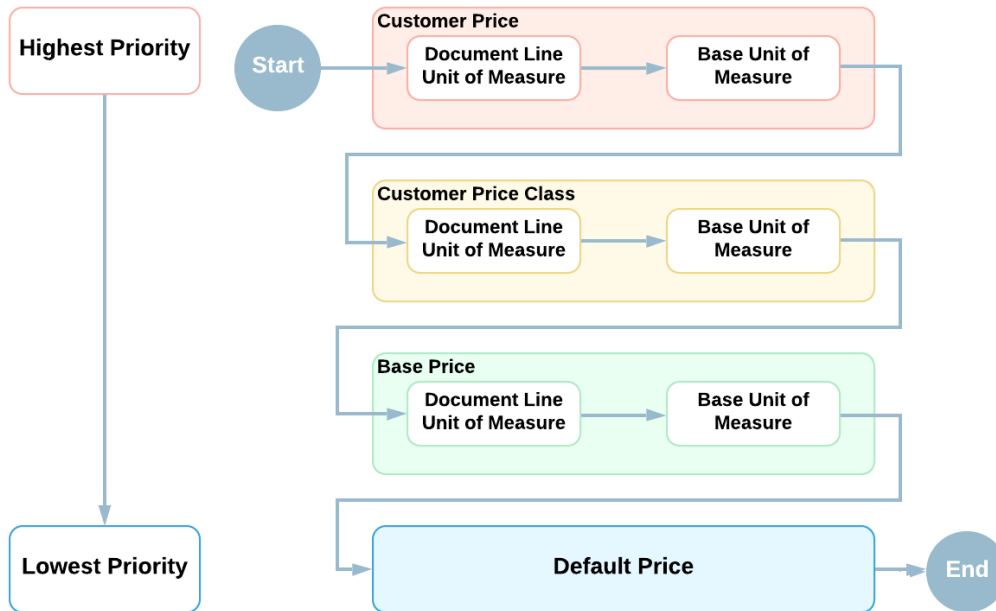 Highest Priority
Start
Customer Price
Document Line
Unit of Measure
Base Unit of
Measure
Customer Price Class
Document Line
Unit of Measure
Base Unit of
Measure
Base Price
Document Line
Unit of Measure
Base Unit of
Measure
Lowest Priority
Default Price
End